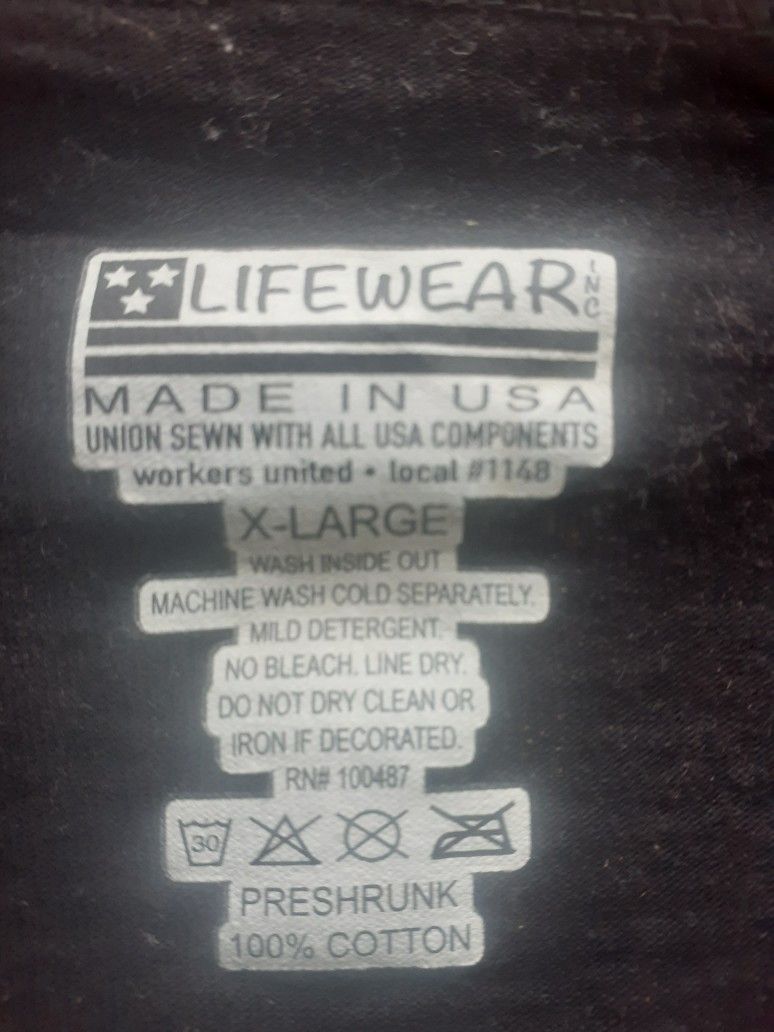 LIFEWEAR INC
MADE IN USA
UNION SEWN WITH ALL USA COMPONENTS
workers united • local #1148
X-LARGE
WASH INSIDE OUT
MACHINE WASH COLD SEPARATELY.
MILD DETERGENT.
NO BLEACH. LINE DRY.
DO NOT DRY CLEAN OR
IRON IF DECORATED.
RN# 100487
30
PRESHRUNK
100% COTTON